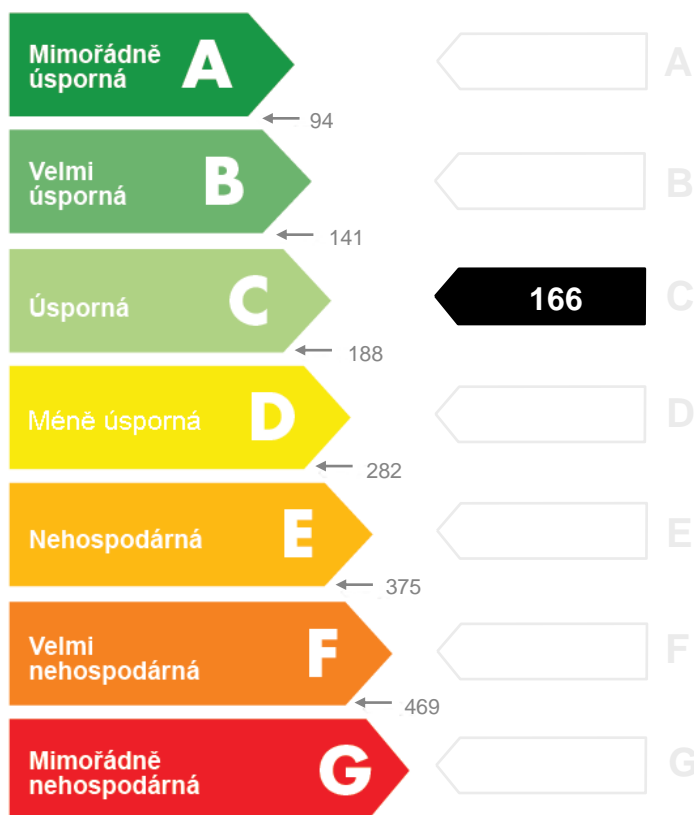 Mimořádně
úsporná
A
A
94
Velmi
úsporná
B
B
141
Úsporná
C
166
C
188
Méně úsporná
D
D
282
Nehospodárná
E
E
375
Velmi
nehospodárná
F
F
469
Mimořádně
nehospodárná
G
G